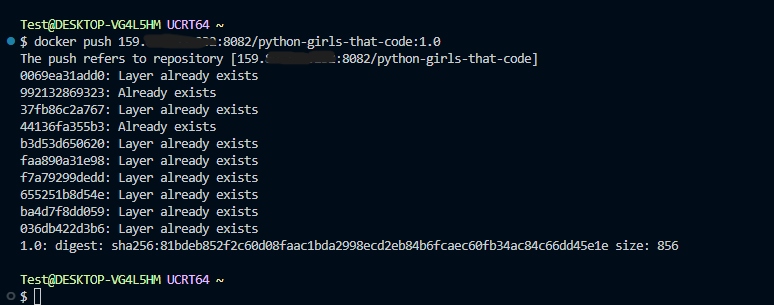 Test@DESKTOP-VG4L5HM UCRT64 ~
$ docker push 159. :8082/python-girls-that-code:1.0
The push refers to repository [159. :8082/python-girls-that-code]
0069ea31add0: Layer already exists
992132869323: Already exists
37fb86c2a767: Layer already exists
44136fa355b3: Already exists
b3d53d650620: Layer already exists
faa890a31e98: Layer already exists
f7a79299dedd: Layer already exists
655251b8d54e: Layer already exists
ba4d7f8dd059: Layer already exists
036db422d3b6: Layer already exists
1.0: digest: sha256:81bdeb852f2c60d08faac1bda2998ecd2eb84b6fcaec60fb34ac84c66dd45e1e size: 856
Test@DESKTOP-VG4L5HM UCRT64 ~
$